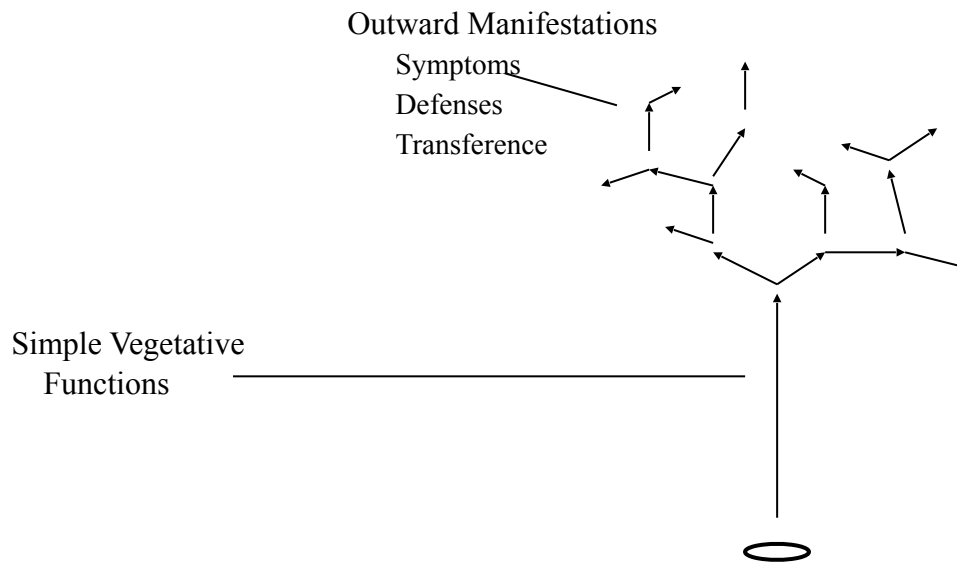 Outward Manifestations
Symptoms
Defenses
Transference
Simple Vegetative
Functions